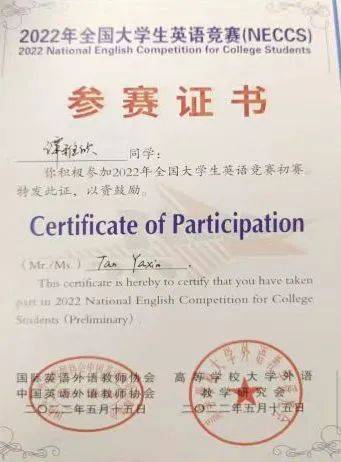 2022年全国大学生英语竞赛(NECCS)
2022 National English Competition for College Students
参赛证书
谭雅欣 同学：
你积极参加2022年全国大学生英语竞赛初赛，
特发此证，以资鼓励。
Certificate of Participation
(Mr./Ms.) Tan Yaxin .
This certificate is hereby to certify that you have taken
part in 2022 National English Competition for College
Students (Preliminary).
国际英语外语教师协会 高等学校大学外语
中国英语外语教师协会 教学研究会
二〇二二年五月十五日 二〇二二年五月十五日